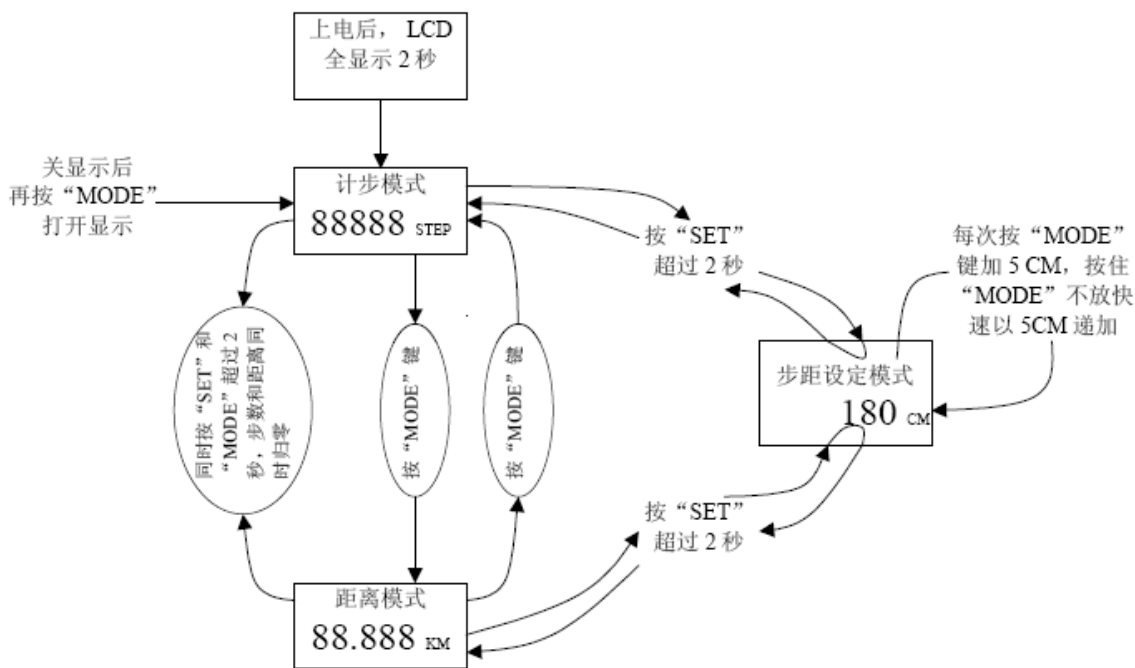 上电后， LCD
全显示 2 秒
关显示后
再按“MODE”
打开显示
计步模式
88888 STEP
按“SET”
超过 2 秒
每次按“MODE”
键加 5 CM，按住
“MODE”不放快
速以 5CM 递加
同时按“SET”和
“MODE”超过 2
秒，步数和距离同
时归零
按“MODE”键
按“MODE”键
步距设定模式
180 CM
按“SET”
超过 2 秒
距离模式
88.888 KM